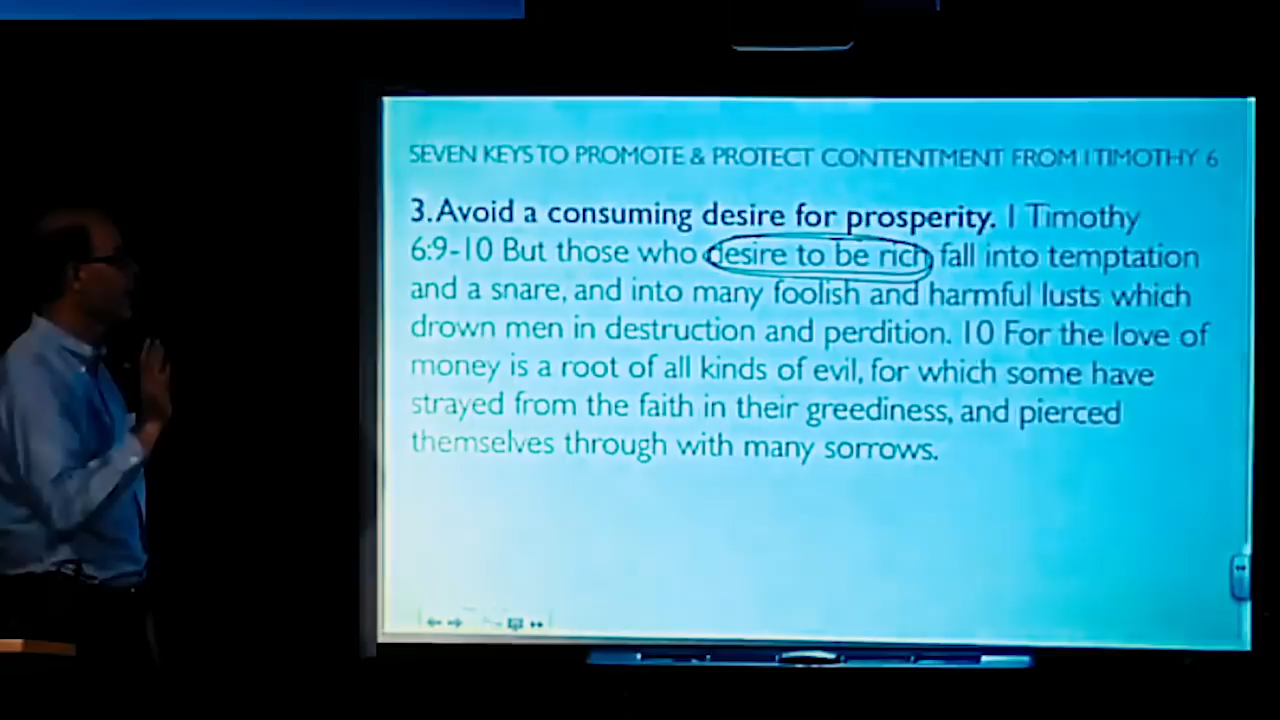 SEVEN KEYS TO PROMOTE & PROTECT CONTENTMENT FROM I TIMOTHY 6
3. Avoid a consuming desire for prosperity. I Timothy
6:9-10 But those who desire to be rich fall into temptation
and a snare, and into many foolish and harmful lusts which
drown men in destruction and perdition. 10 For the love of
money is a root of all kinds of evil, for which some have
strayed from the faith in their greediness, and pierced
themselves through with many sorrows.